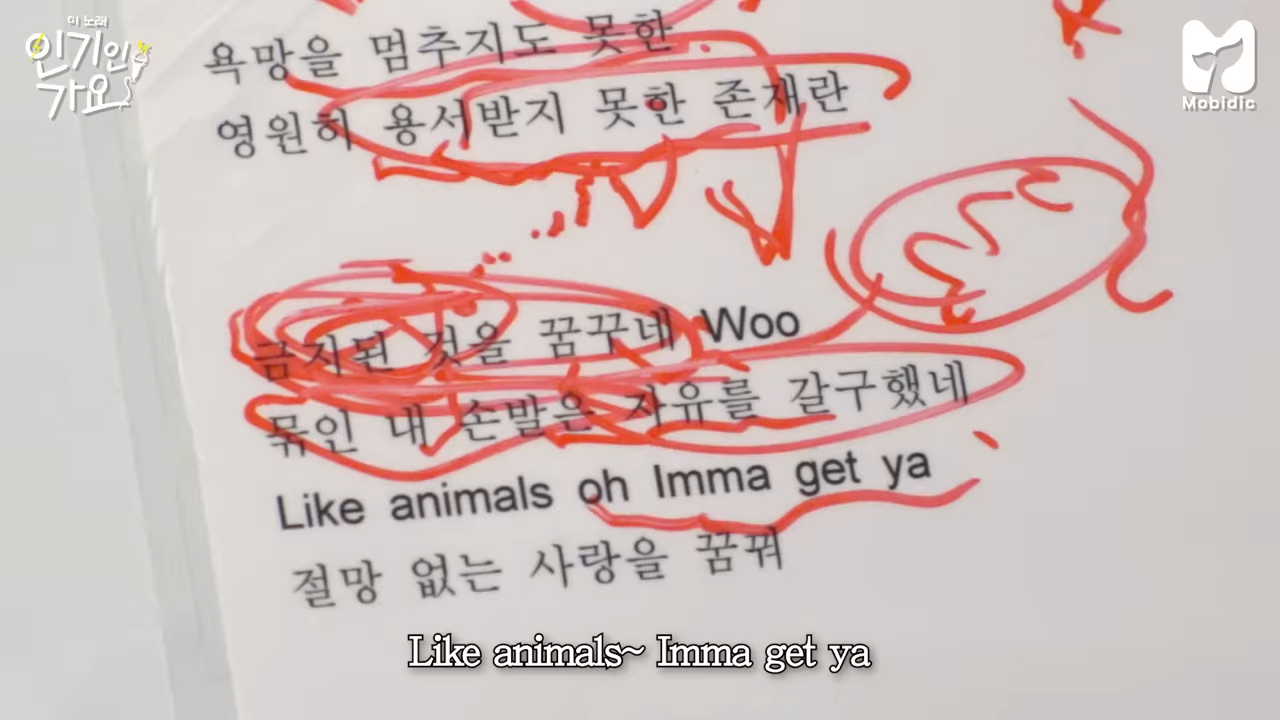 이 노래
인기인
가요
Mobidic
욕망을 멈추지도 못한
영원히 용서받지 못한 존재란
금지된 것을 꿈꾸네 Woo
묶인 내 손발은 자유를 갈구했네
Like animals oh Imma get ya
절망 없는 사랑을 꿈꿔
Like animals~ Imma get ya